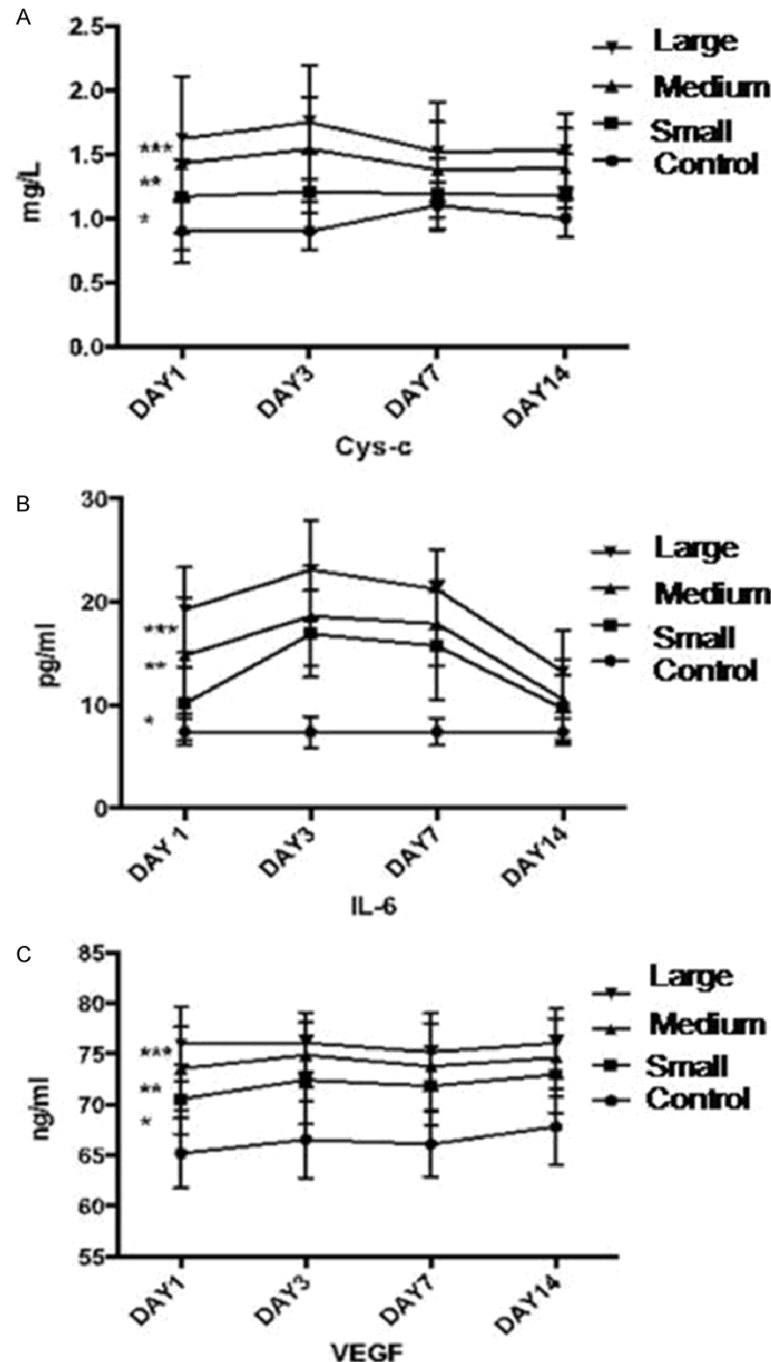 A
2.5
2.0
1.5
1.0
0.5
0.0
mg/L
***
**
*
Large
Medium
Small
Control
DAY1 DAY3 DAY7 DAY14
Cys-c
B
30
20
10
0
pg/ml
***
**
*
Large
Medium
Small
Control
DAY 1 DAY3 DAY7 DAY14
IL-6
C
85
80
75
70
65
60
55
ng/ml
***
**
*
Large
Medium
Small
Control
DAY1 DAY3 DAY7 DAY14
VEGF